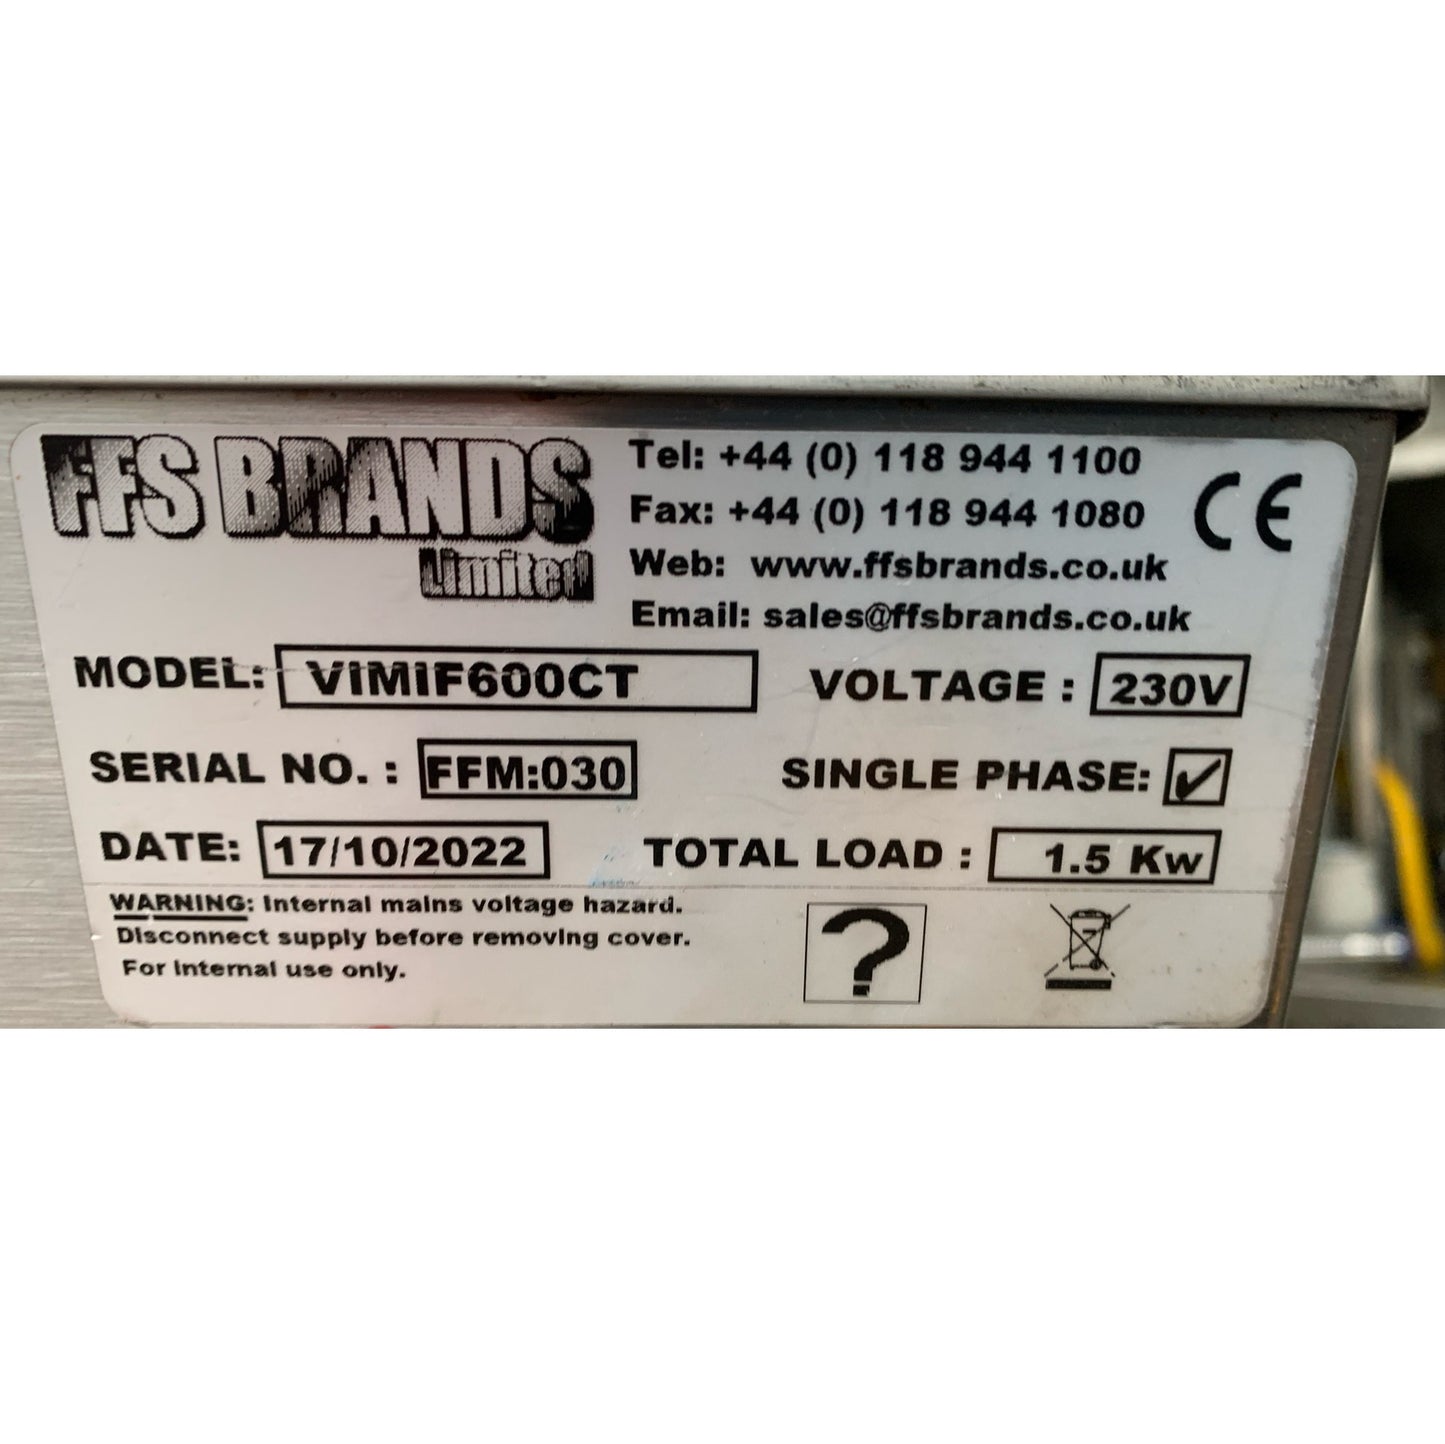 FFS BRANDS
Limited
Tel: +44 (0) 118 944 1100
Fax: +44 (0) 118 944 1080
Web: www.ffsbrands.co.uk
Email: sales@ffsbrands.co.uk
CE
MODEL: VIMIF600CT
VOLTAGE : 230V
SERIAL NO. : FFM:030
SINGLE PHASE: ✓
DATE: 17/10/2022
TOTAL LOAD : 1.5 Kw
WARNING: Internal mains voltage hazard.
Disconnect supply before removing cover.
For internal use only.
?